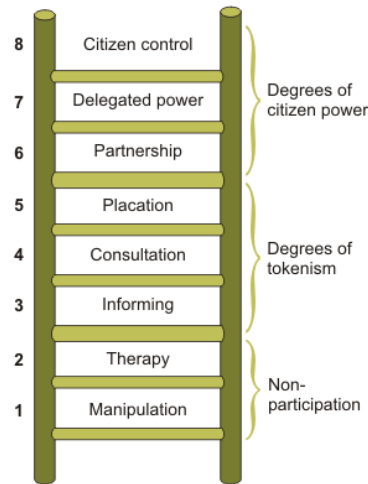 8 Citizen control
7 Delegated power
6 Partnership
Degrees of
citizen power
5 Placation
4 Consultation
3 Informing
Degrees of
tokenism
2 Therapy
1 Manipulation
Non-
participation